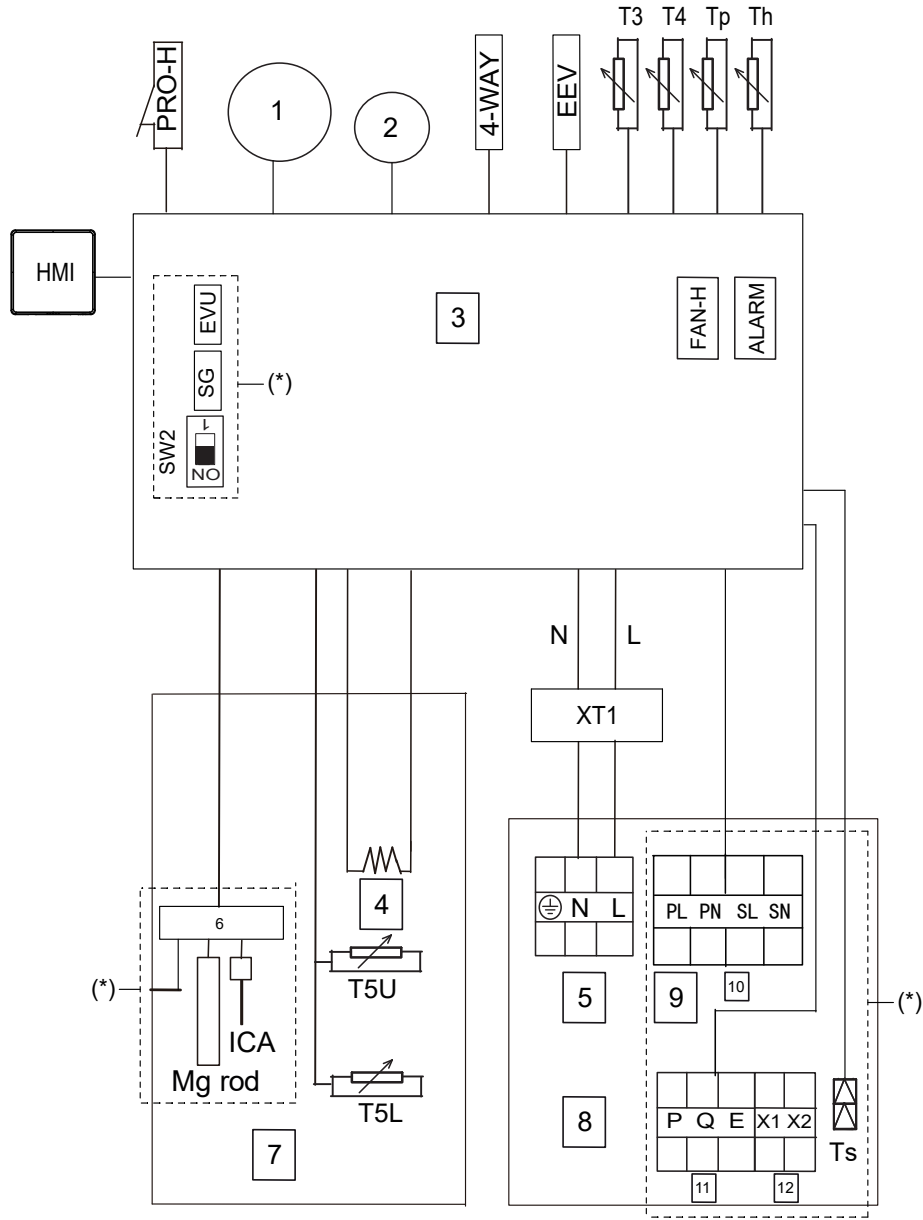 T3 T4 Tp Th
PRO-H
1
2
4-WAY
EEV
HMI
EVU
SG
SW2
1
ON
(*)
3
FAN-H
ALARM
N L
XT1
4
6
T5U
(*)
ICA
Mg rod
T5L
7
N L
5
PL PN SL SN
9
10
(*)
8
P Q E X1 X2
Ts
11
12